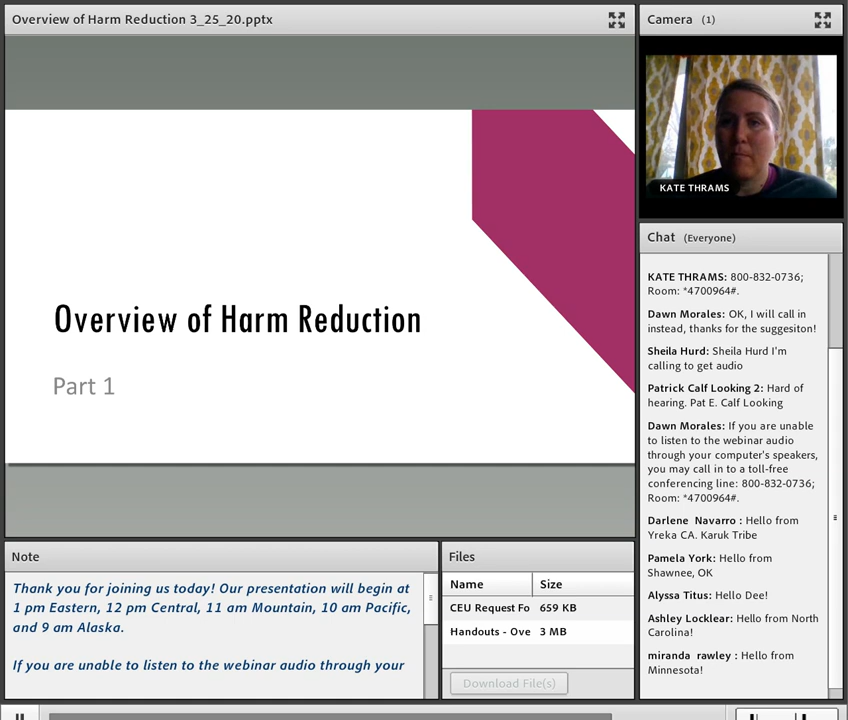 Overview of Harm Reduction 3_25_20.pptx
Overview of Harm Reduction
Part 1
Camera (1)
KATE THRAMS
Chat (Everyone)
KATE THRAMS: 800-832-0736;
Room: *4700964#.
Dawn Morales: OK, I will call in
instead, thanks for the suggesiton!
Sheila Hurd: Sheila Hurd I'm
calling to get audio
Patrick Calf Looking 2: Hard of
hearing. Pat E. Calf Looking
Dawn Morales: If you are unable
to listen to the webinar audio
through your computer's speakers,
you may call in to a toll-free
conferencing line: 800-832-0736;
Room: *4700964#.
Darlene Navarro : Hello from
Yreka CA. Karuk Tribe
Pamela York: Hello from
Shawnee, OK
Alyssa Titus: Hello Dee!
Ashley Locklear: Hello from North
Carolina!
miranda rawley : Hello from
Minnesota!
Note
Thank you for joining us today! Our presentation will begin at
1 pm Eastern, 12 pm Central, 11 am Mountain, 10 am Pacific,
and 9 am Alaska.
If you are unable to listen to the webinar audio through your
Files
Name Size
CEU Request Fo 659 KB
Handouts - Ove 3 MB
Download File(s)